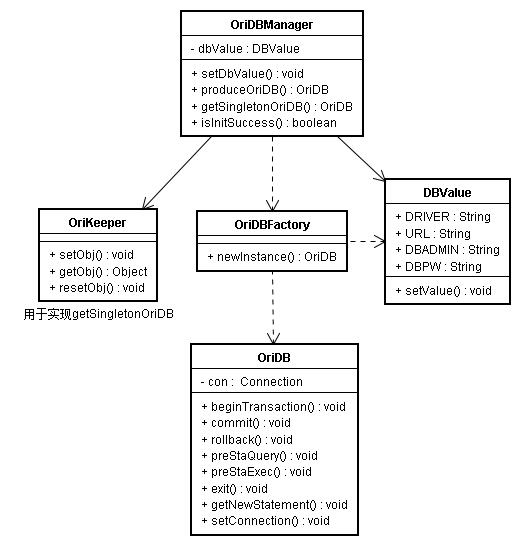 OriDBManager
- dbValue : DBValue
+ setDbValue() : void
+ produceOriDB() : OriDB
+ getSingletonOriDB() : OriDB
+ isInitSuccess() : boolean
OriKeeper
+ setObj() : void
+ getObj() : Object
+ resetObj() : void
用于实现getSingletonOriDB
OriDBFactory
+ newInstance() : OriDB
DBValue
+ DRIVER : String
+ URL : String
+ DBADMIN : String
+ DBPW : String
+ setValue() : void
OriDB
- con : Connection
+ beginTransaction() : void
+ commit() : void
+ rollback() : void
+ preStaQuery() : void
+ preStaExec() : void
+ exit() : void
+ getNewStatement() : void
+ setConnection() : void